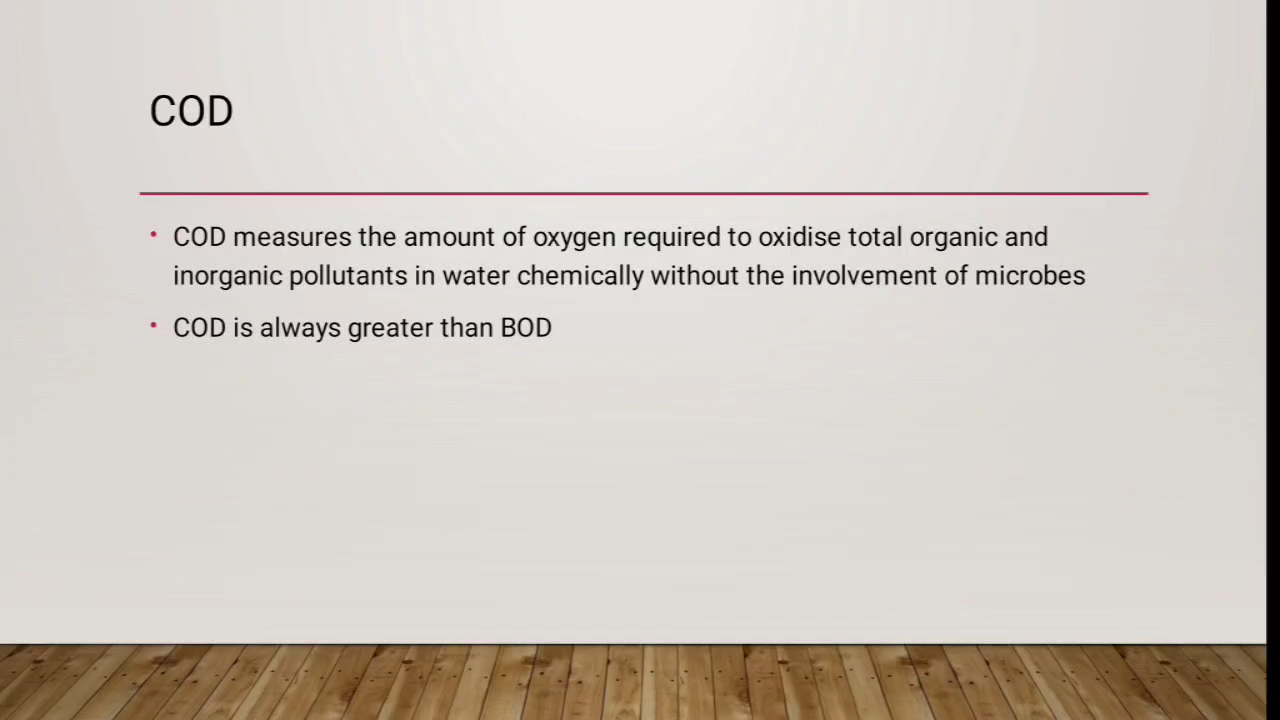 COD
• COD measures the amount of oxygen required to oxidise total organic and
inorganic pollutants in water chemically without the involvement of microbes
• COD is always greater than BOD